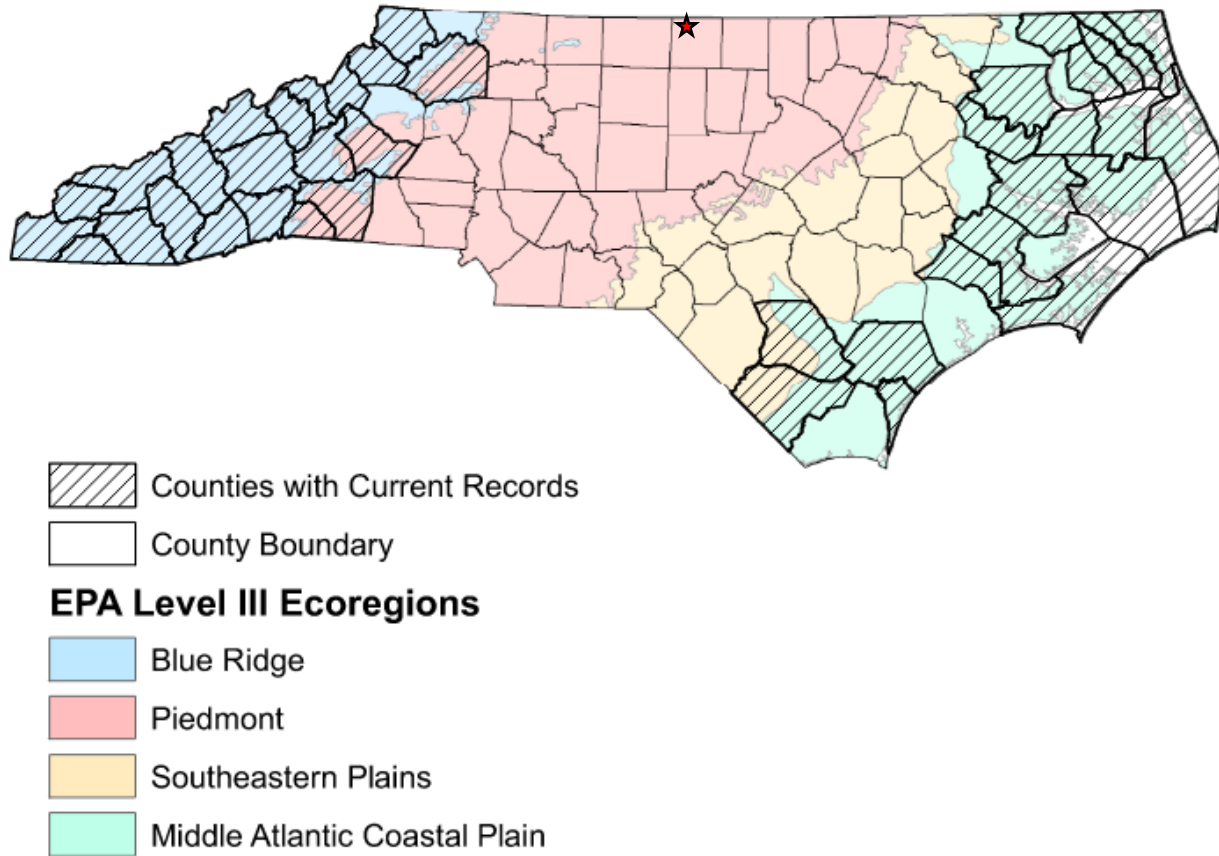 Counties with Current Records
County Boundary
EPA Level III Ecoregions
Blue Ridge
Piedmont
Southeastern Plains
Middle Atlantic Coastal Plain